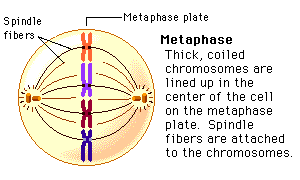 Spindle
fibers
Metaphase plate
Metaphase
Thick, coiled
chromosomes are
lined up in the
center of the cell
on the metaphase
plate. Spindle
fibers are attached
to the chromosomes.